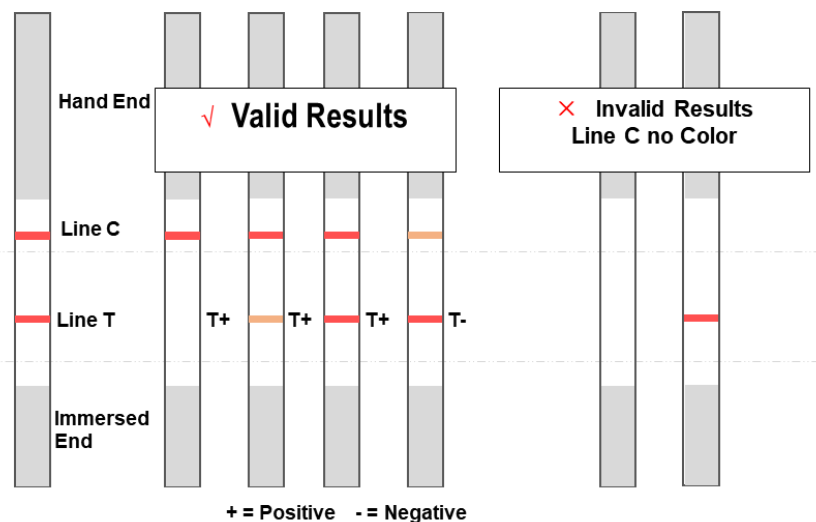 Hand End
√ Valid Results
× Invalid Results
Line C no Color
Line C
Line T
T+
T+
T+
T-
Immersed
End
+ = Positive - = Negative